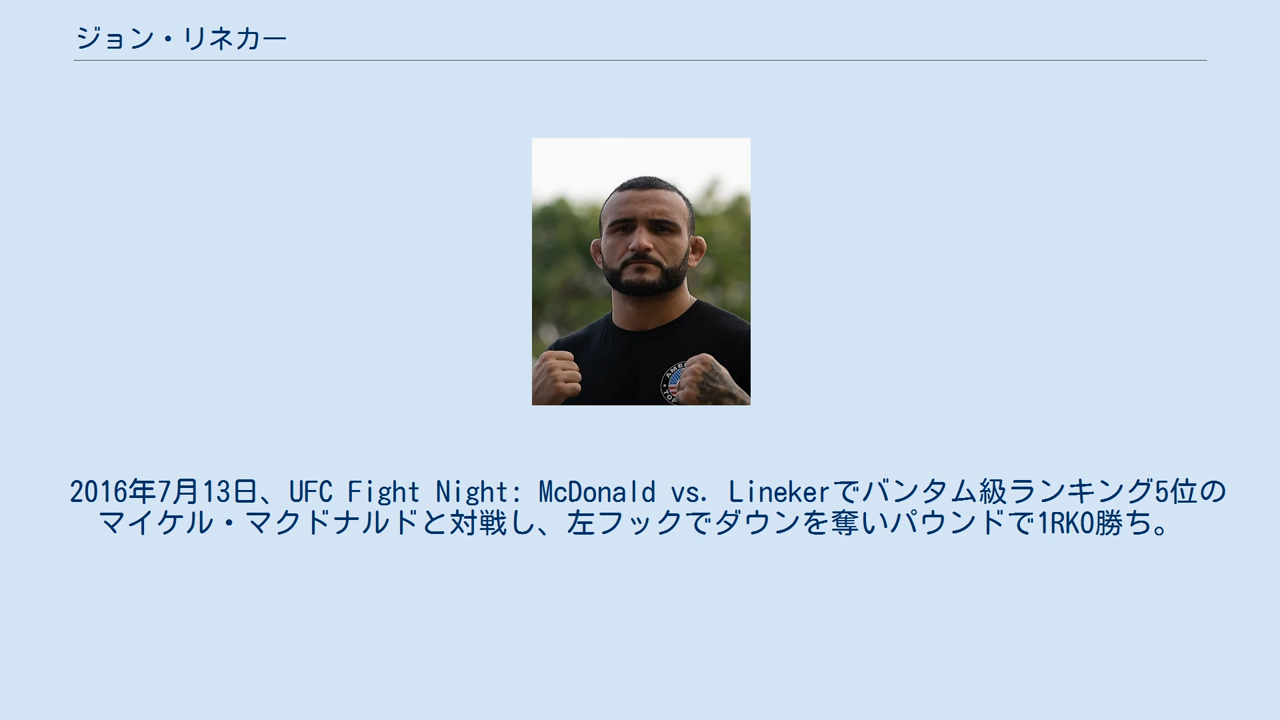 ジョン・リネカー
AMER
TOP
2016年7月13日、UFC Fight Night: McDonald vs. Linekerでバンタム級ランキング5位の
マイケル・マクドナルドと対戦し、左フックでダウンを奪いパウンドで1RKO勝ち。